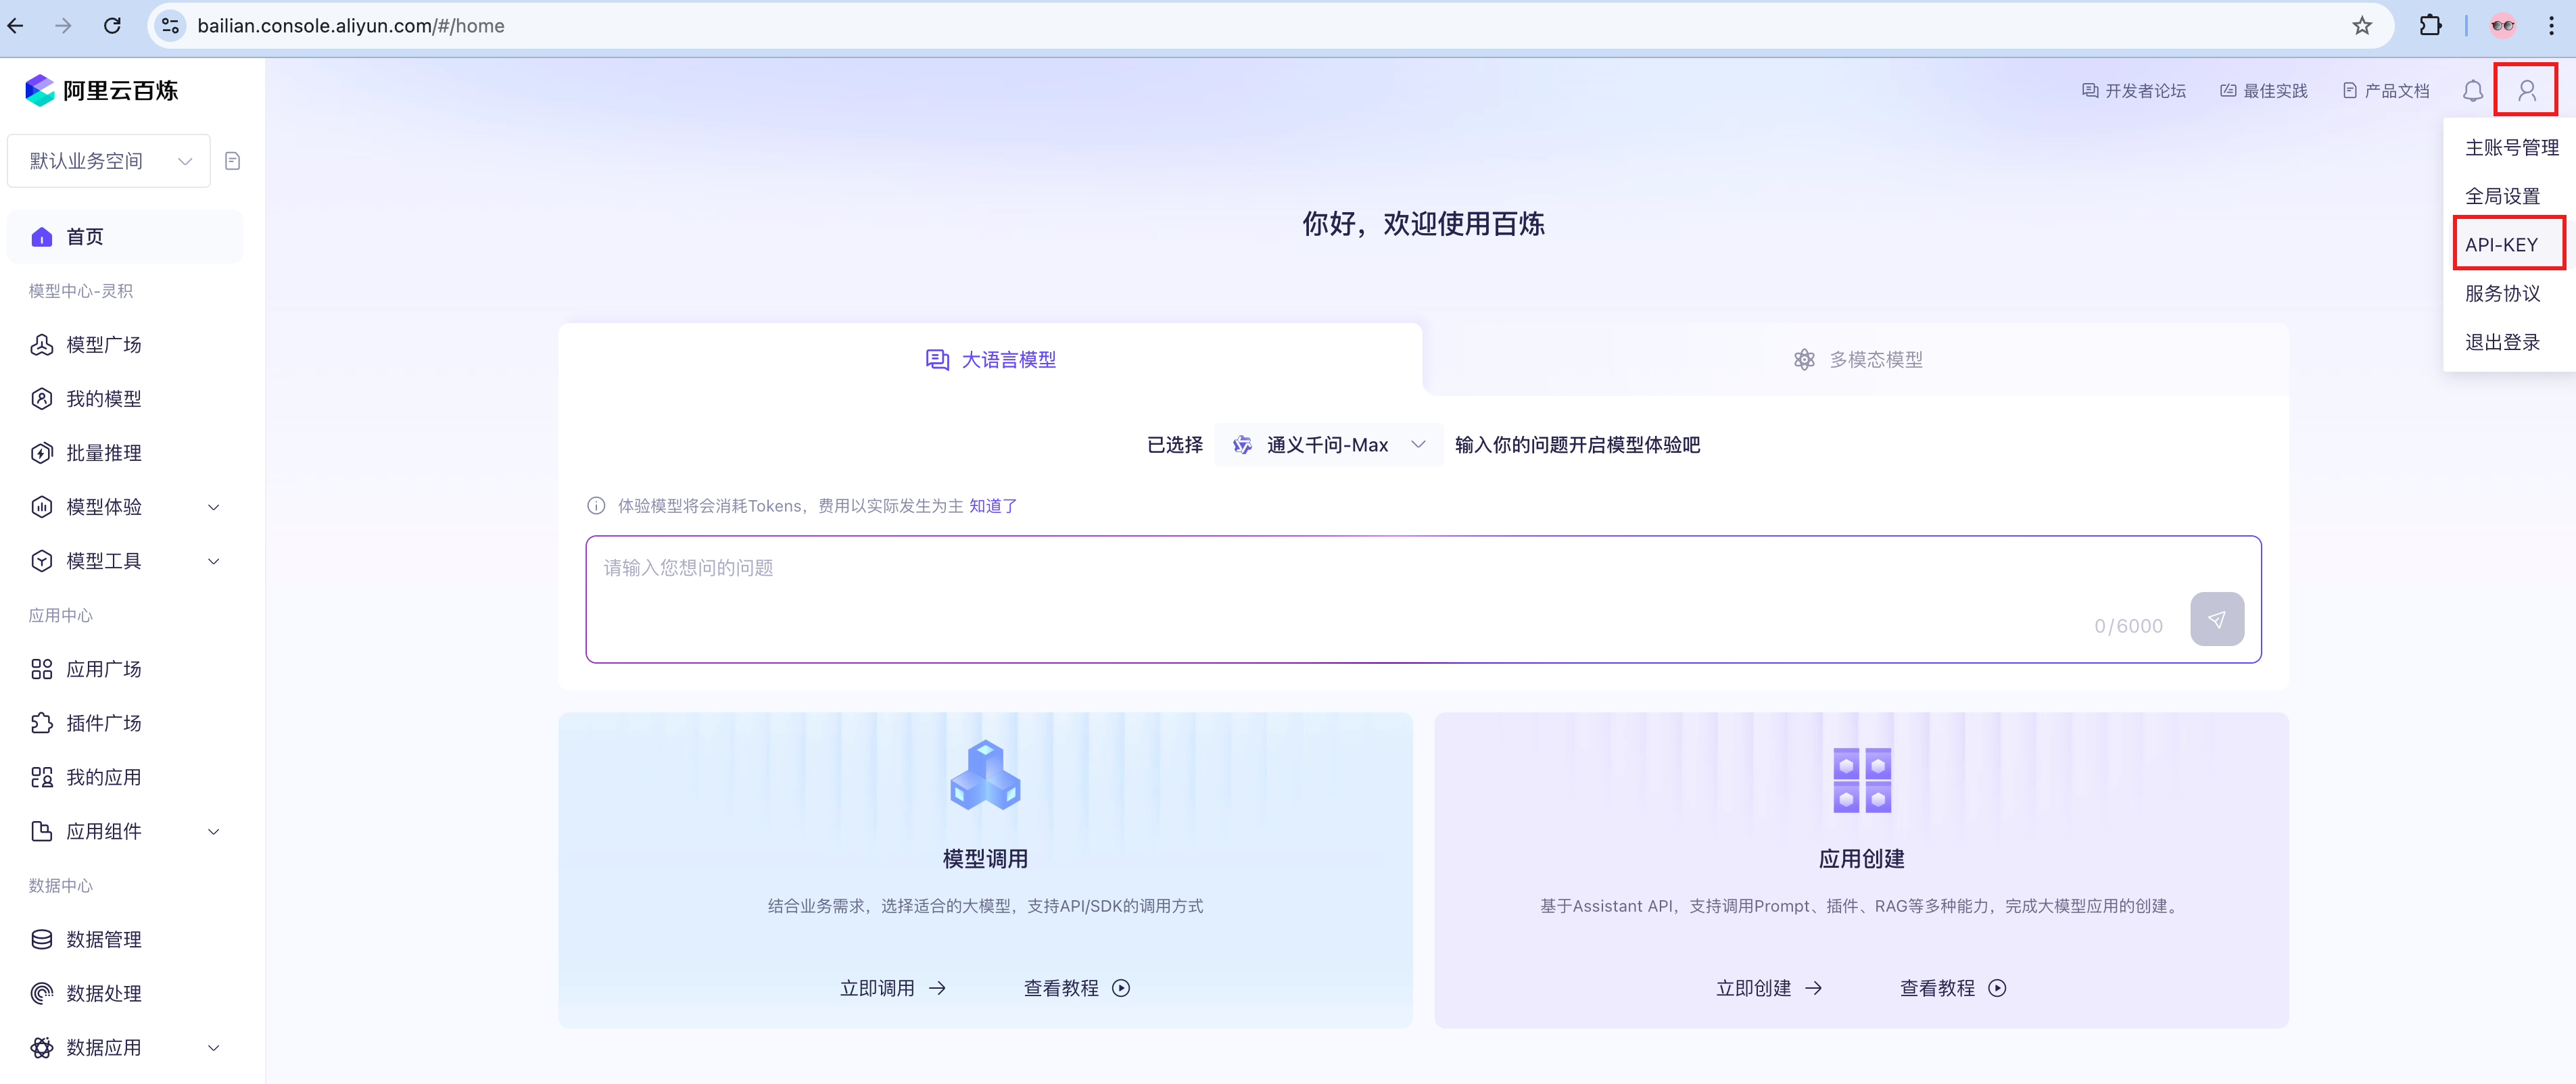 bailian.console.aliyun.com/#/home
阿里云百炼
开发者论坛
最佳实践
产品文档
默认业务空间
首页
模型中心-灵积
模型广场
我的模型
批量推理
模型体验
模型工具
应用中心
应用广场
插件广场
我的应用
应用组件
数据中心
数据管理
数据处理
数据应用
主账号管理
全局设置
API-KEY
服务协议
退出登录
你好，欢迎使用百炼
大语言模型
多模态模型
已选择 通义千问-Max 输入你的问题开启模型体验吧
体验模型将会消耗Tokens，费用以实际发生为主 知道了
请输入您想问的问题
0/6000
模型调用
结合业务需求，选择适合的大模型，支持API/SDK的调用方式
立即调用 → 查看教程
应用创建
基于Assistant API，支持调用Prompt、插件、RAG等多种能力，完成大模型应用的创建。
立即创建 → 查看教程